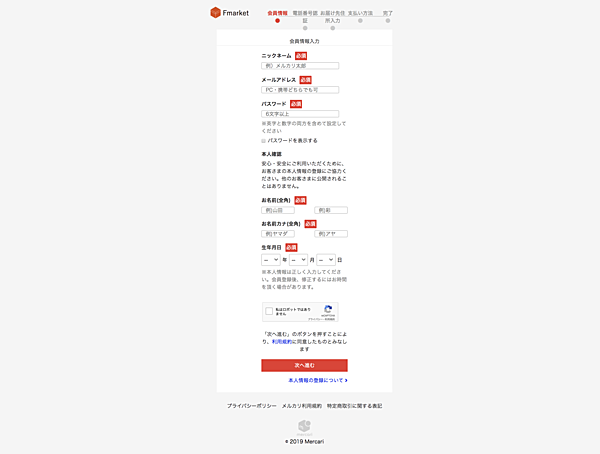 Fmarket
会員情報 電話番号認証 お届け先住所入力 支払い方法 完了
会員情報入力
ニックネーム 必須
例）メルカリ太郎
メールアドレス 必須
PC・携帯どちらでも可
パスワード 必須
6文字以上
※英字と数字の両方を含めて設定して
ください
パスワードを表示する
本人確認
安心・安全にご利用いただくために、
お客さまの本人情報の登録にご協力く
ださい。他のお客さまに公開されるこ
とはありません。
お名前(全角) 必須
例)山田 例)彩
お名前カナ(全角) 必須
例)ヤマダ 例)アヤ
生年月日 必須
-- 年 -- 月 -- 日
※本人情報は正しく入力してくださ
い。会員登録後、修正するにはお時間
を頂く場合があります。
私はロボットではあり
ません
reCAPTCHA
プライバシー - 利用規約
「次へ進む」のボタンを押すことによ
り、利用規約に同意したものとみなし
ます
次へ進む
本人情報の登録について
プライバシーポリシー メルカリ利用規約 特定商取引に関する表記
© 2019 Mercari